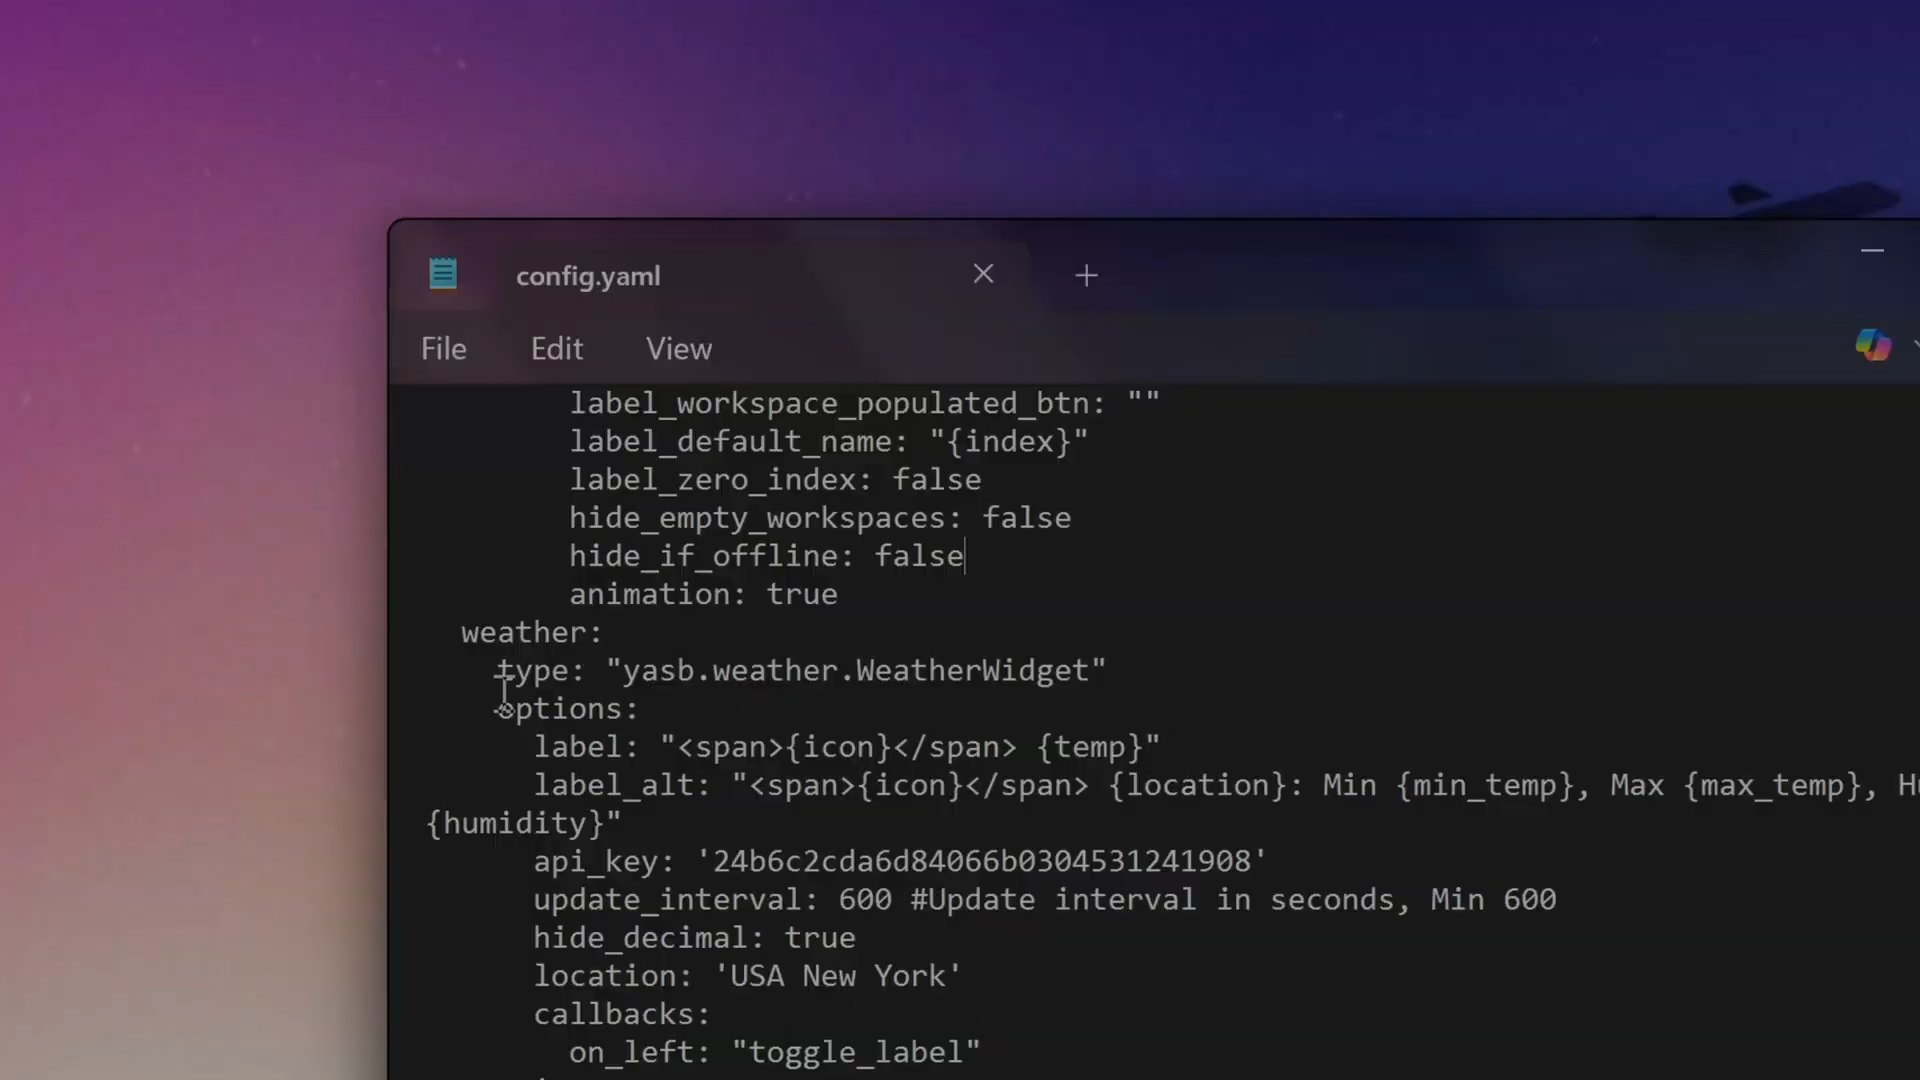 config.yaml
File Edit View
label_workspace_populated_btn: ""
label_default_name: "{index}"
label_zero_index: false
hide_empty_workspaces: false
hide_if_offline: false
animation: true
weather:
type: "yasb.weather.WeatherWidget"
options:
label: "<span>{icon}</span> {temp}"
label_alt: "<span>{icon}</span> {location}: Min {min_temp}, Max {max_temp},
{humidity}"
api_key: '24b6c2cda6d84066b0304531241908'
update_interval: 600 #Update interval in seconds, Min 600
hide_decimal: true
location: 'USA New York'
callbacks:
on_left: "toggle_label"